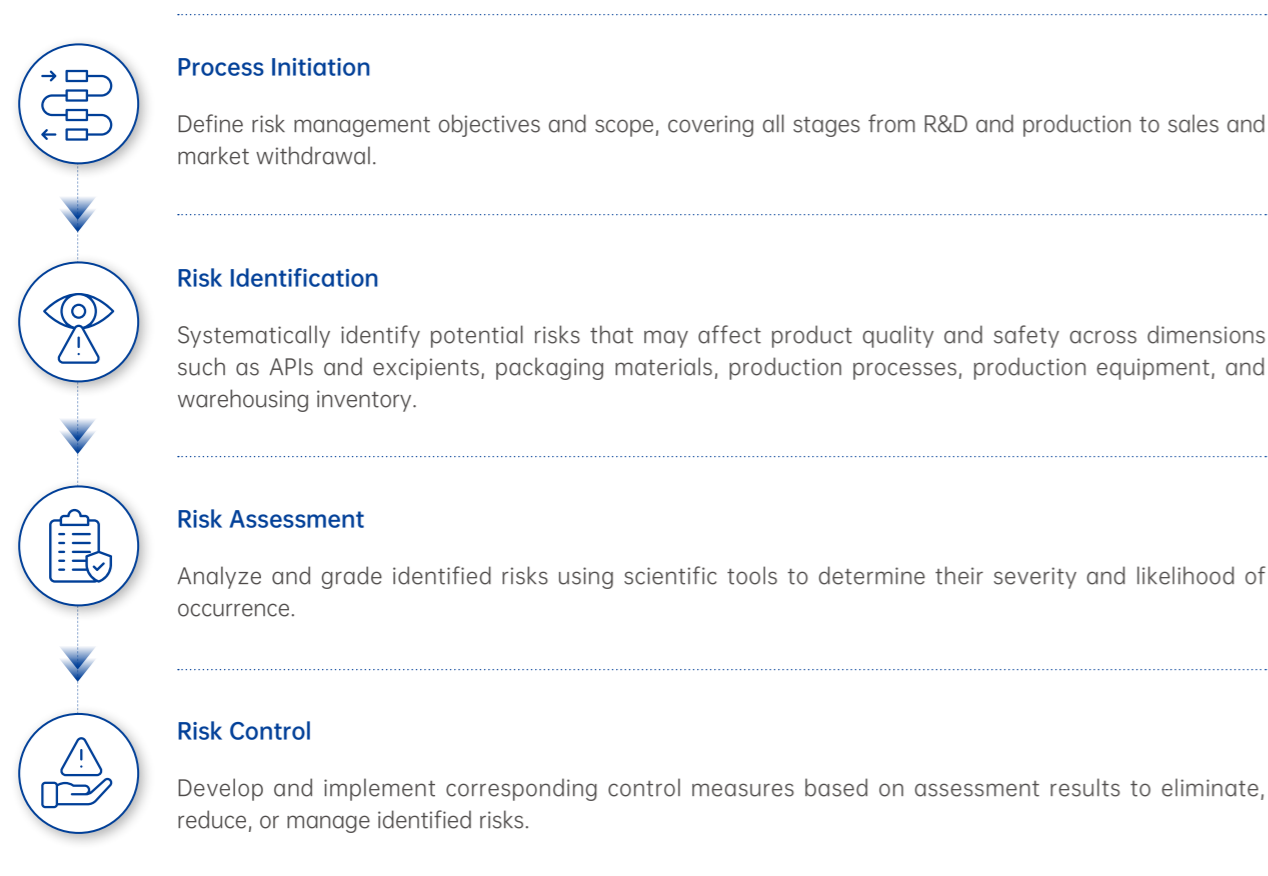 Process Initiation
Define risk management objectives and scope, covering all stages from R&D and production to sales and
market withdrawal.
Risk Identification
Systematically identify potential risks that may affect product quality and safety across dimensions
such as APIs and excipients, packaging materials, production processes, production equipment, and
warehousing inventory.
Risk Assessment
Analyze and grade identified risks using scientific tools to determine their severity and likelihood of
occurrence.
Risk Control
Develop and implement corresponding control measures based on assessment results to eliminate,
reduce, or manage identified risks.